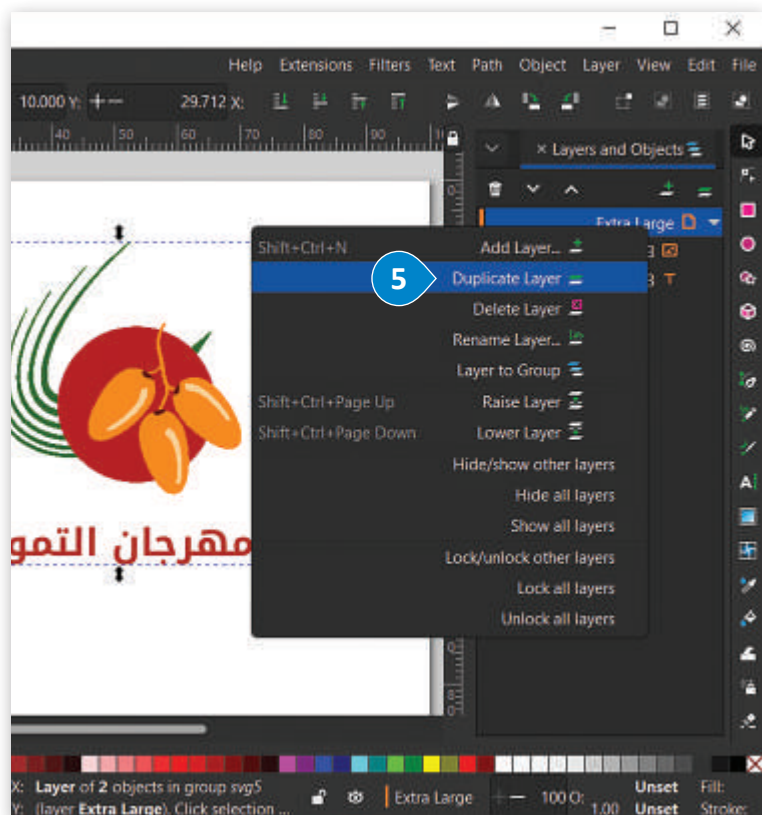 Help Extensions Filters Text Path Object Layer View Edit File
10.000 Y: 29.712 X:
40 50 60 70 80 90
Layers and Objects
Extra Large
Shift+Ctrl+N Add Layer...
5 Duplicate Layer
Delete Layer
Rename Layer...
Layer to Group
Shift+Ctrl+Page Up Raise Layer
Shift+Ctrl+Page Down Lower Layer
Hide/show other layers
Hide all layers
Show all layers
Lock/unlock other layers
Lock all layers
Unlock all layers
مهرجان التمو
X: Layer of 2 objects in group svg5 Extra Large 100 O: Unset Fill:
Y: (layer Extra Large). Click selection ... 1.00 Unset Stroke: